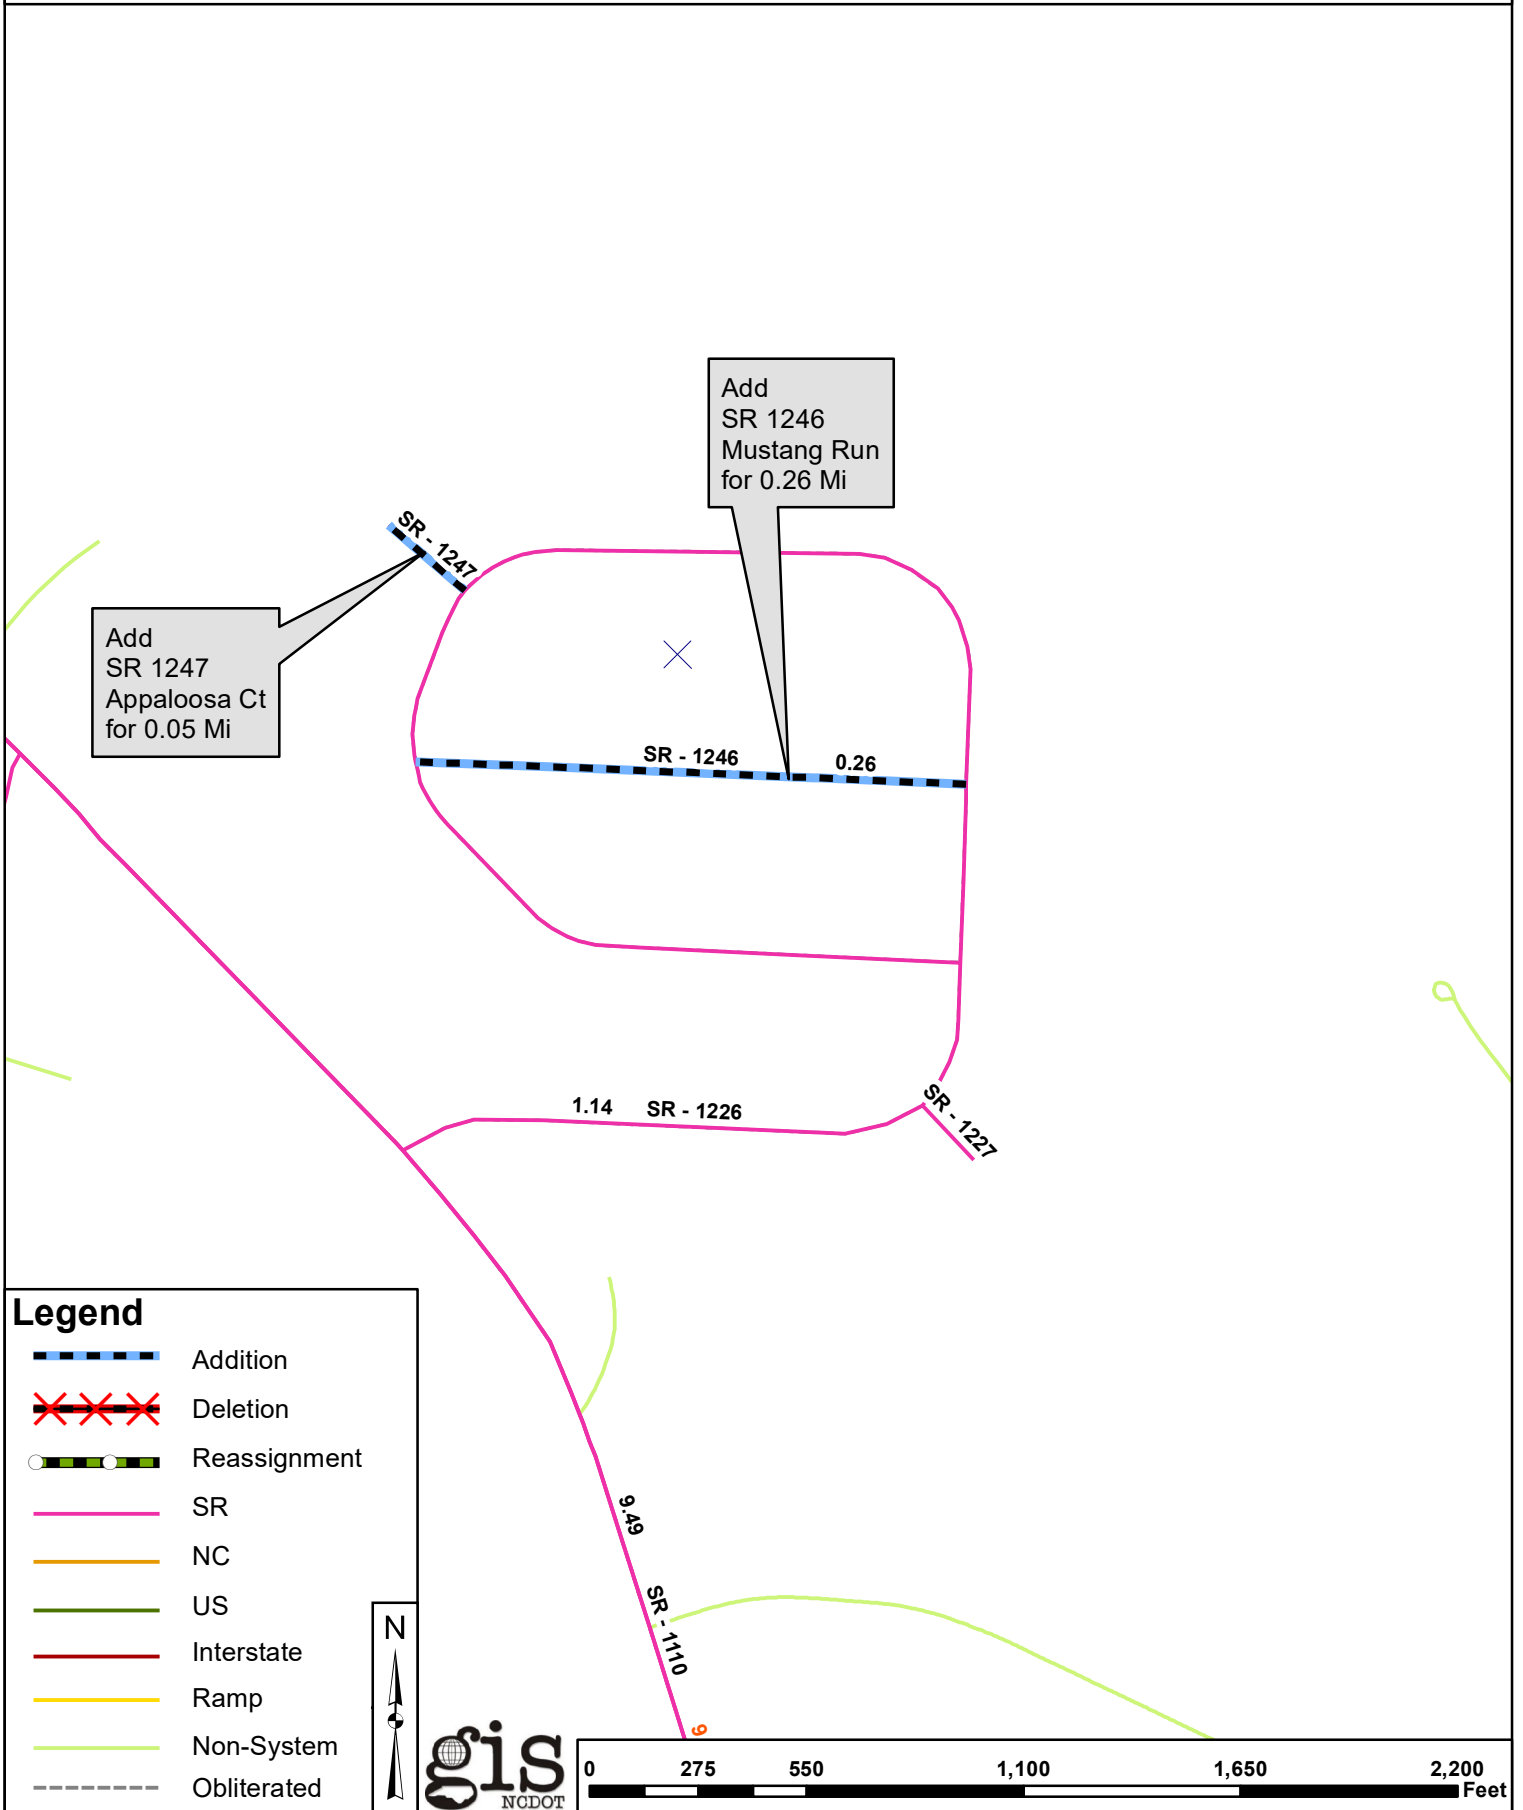 Add
SR 1246
Mustang Run
for 0.26 Mi
SR - 1247
Add
SR 1247
Appaloosa Ct
for 0.05 Mi
SR - 1246
0.26
1.14
SR - 1226
SR - 1227
9.49
SR - 1110
9
Legend
Addition
Deletion
Reassignment
SR
NC
US
Interstate
Ramp
Non-System
Obliterated
N
gis
NCDOT
0 275 550 1,100 1,650 2,200
Feet